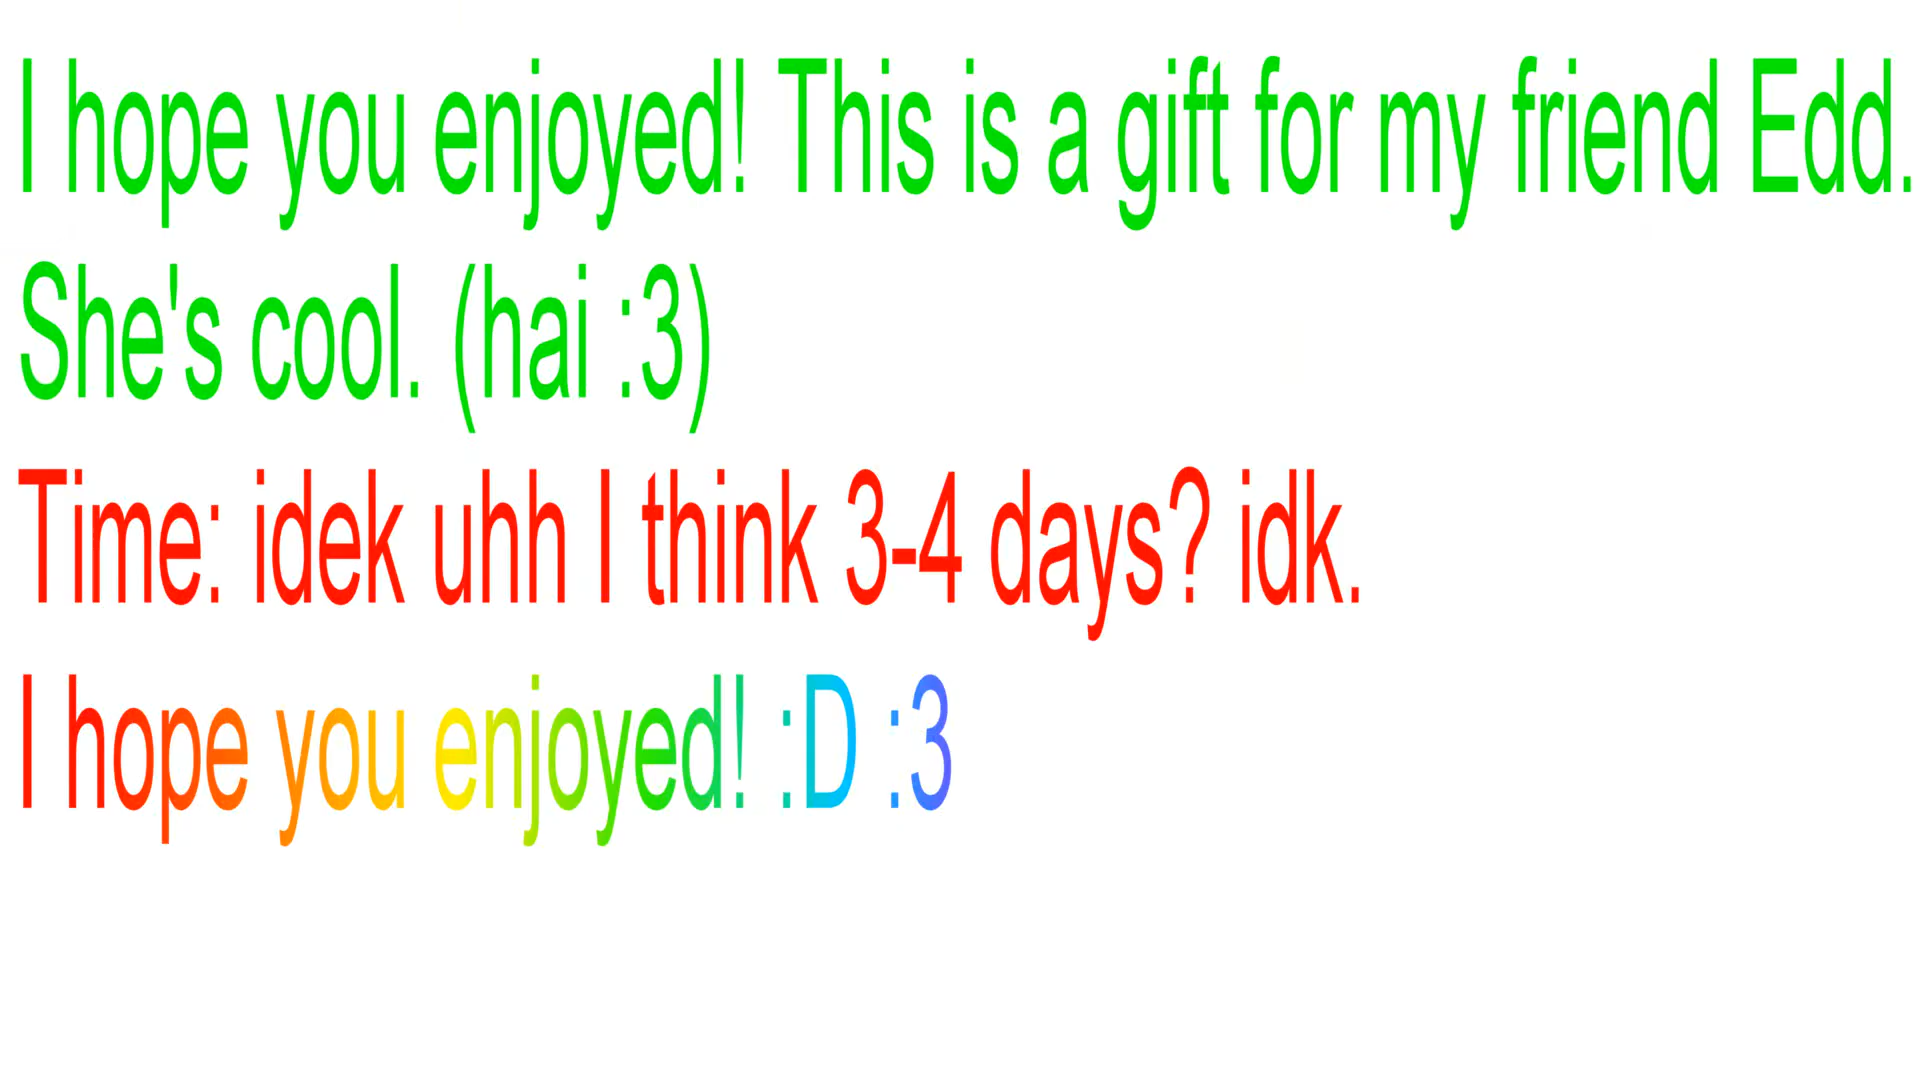 I hope you enjoyed! This is a gift for my friend Edd.
She's cool. (hai :3)
Time: idek uhh I think 3-4 days? idk.
I hope you enjoyed! :D :3